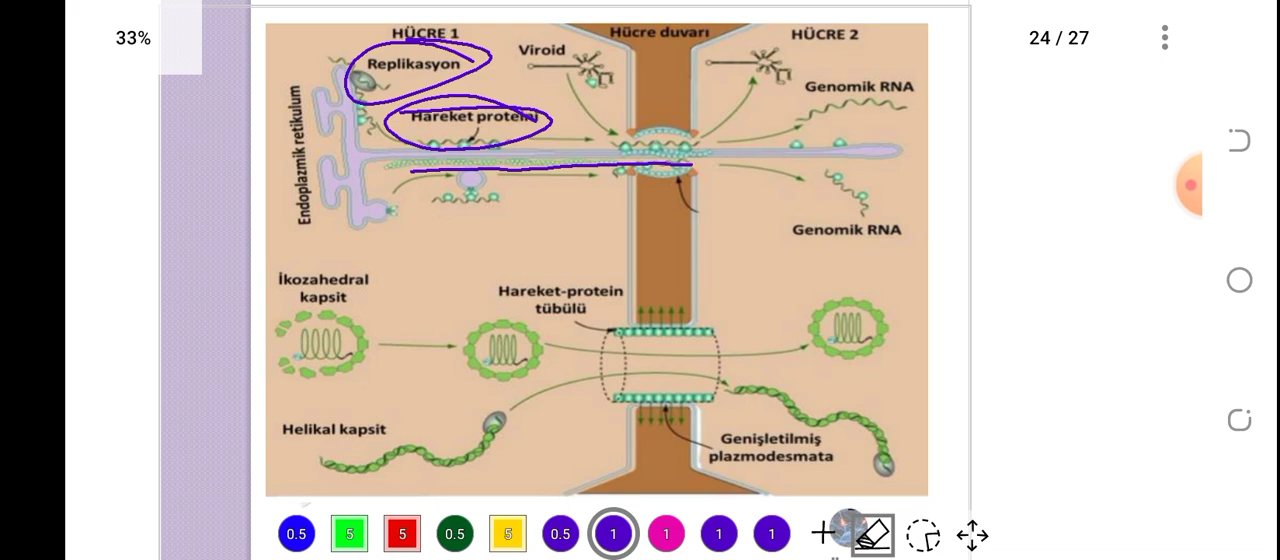 33%
24 / 27
HÜCRE 1
Hücre duvarı
HÜCRE 2
Viroid
Replikasyon
Genomik RNA
Hareket proteini
Endoplazmik retikulum
Genomik RNA
İkozahedral
kapsit
Hareket-protein
tübülü
Helikal kapsit
Genişletilmiş
plazmodesmata
0.5
5
5
0.5
5
0.5
1
1
1
1